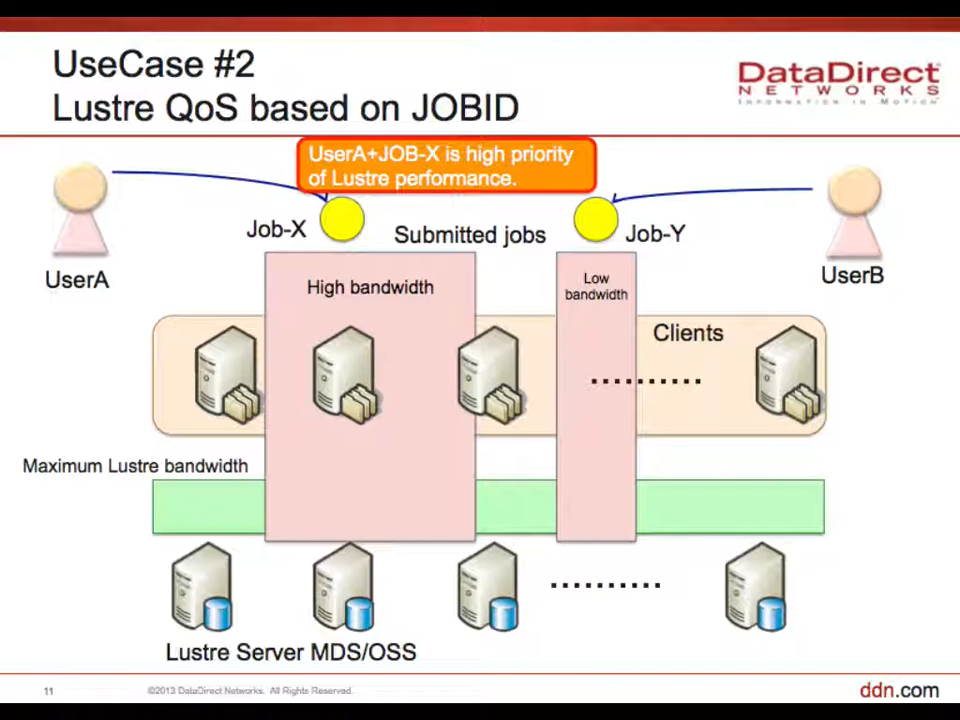 UseCase #2
Lustre QoS based on JOBID
DataDirect
NETWORKS
INFORMATION IN MOTION
UserA+JOB-X is high priority
of Lustre performance.
Job-X
Submitted jobs
Job-Y
UserA
UserB
High bandwidth
Low
bandwidth
Clients
..........
Maximum Lustre bandwidth
..........
Lustre Server MDS/OSS
11
©2013 DataDirect Networks. All Rights Reserved.
ddn.com